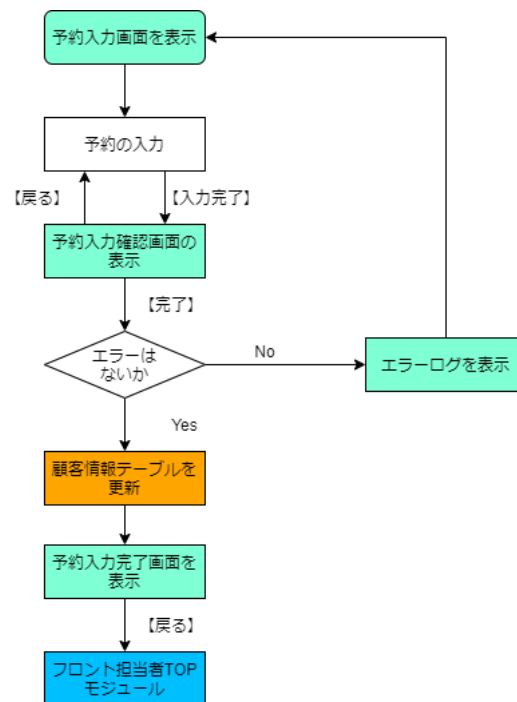 予約入力画面を表示
予約の入力
【戻る】
【入力完了】
予約入力確認画面の
表示
【完了】
エラーは
ないか
No
エラーログを表示
Yes
顧客情報テーブルを
更新
予約入力完了画面を
表示
【戻る】
フロント担当者TOP
モジュール